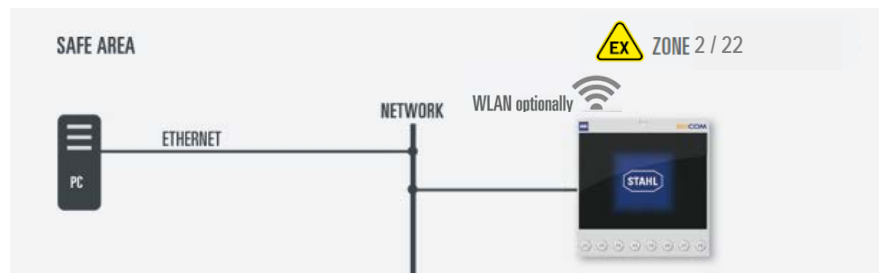 SAFE AREA
EX ZONE 2 / 22
WLAN optionally
NETWORK
ETHERNET
PC
STAHL